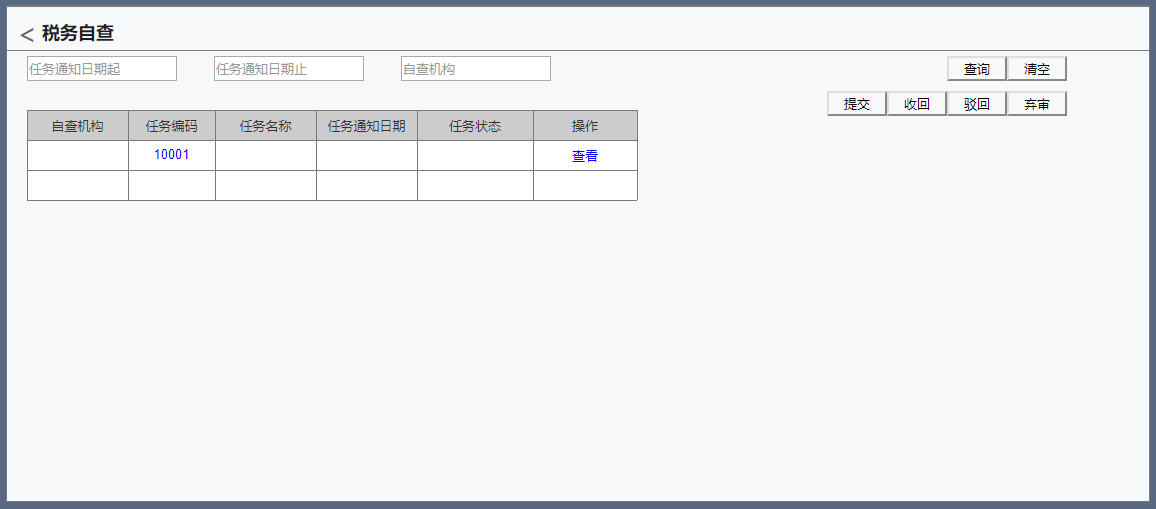 < 税务自查
任务通知日期起 任务通知日期止 自查机构 查询 清空
提交 收回 驳回 弃审
自查机构 任务编码 任务名称 任务通知日期 任务状态 操作
10001 查看